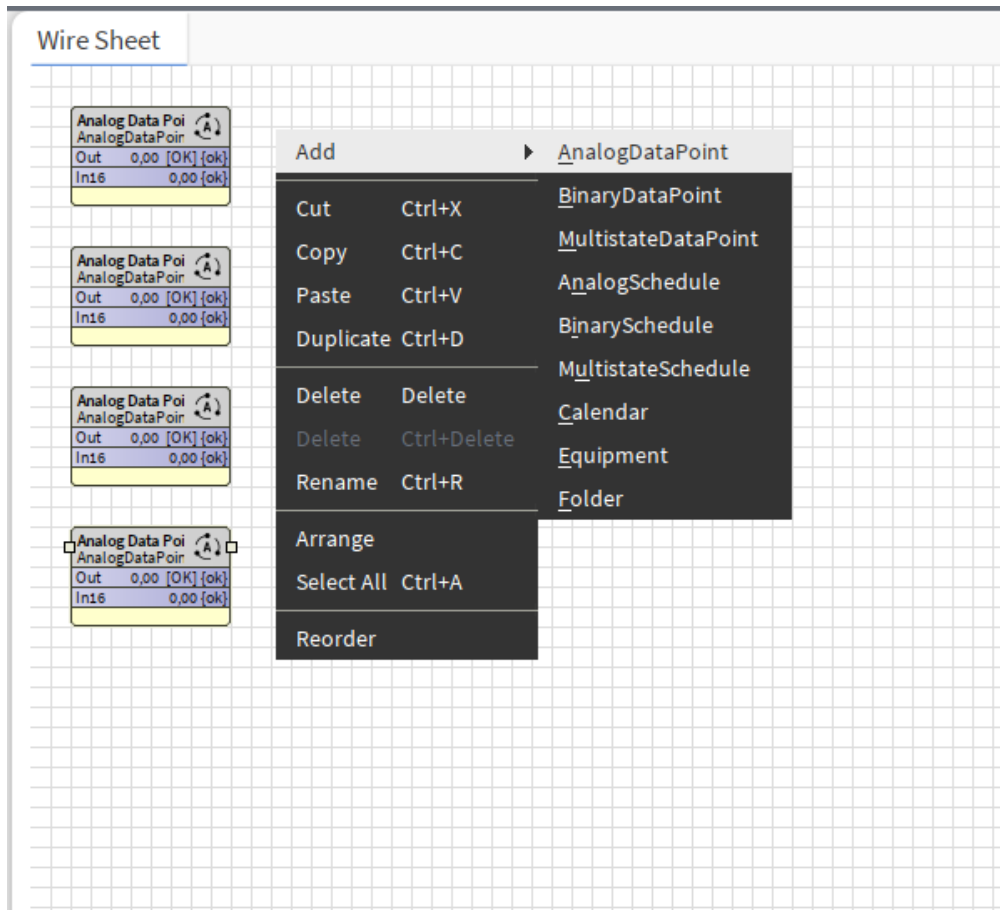 Wire Sheet
Analog Data Poi
AnalogDataPoin
Out 0,00 [OK] {ok}
In16 0,00 {ok}
Analog Data Poi
AnalogDataPoin
Out 0,00 [OK] {ok}
In16 0,00 {ok}
Analog Data Poi
AnalogDataPoin
Out 0,00 [OK] {ok}
In16 0,00 {ok}
Analog Data Poi
AnalogDataPoin
Out 0,00 [OK] {ok}
In16 0,00 {ok}
Add
Cut Ctrl+X
Copy Ctrl+C
Paste Ctrl+V
Duplicate Ctrl+D
Delete Delete
Delete Ctrl+Delete
Rename Ctrl+R
Arrange
Select All Ctrl+A
Reorder
AnalogDataPoint
BinaryDataPoint
MultistateDataPoint
AnalogSchedule
BinarySchedule
MultistateSchedule
Calendar
Equipment
Folder